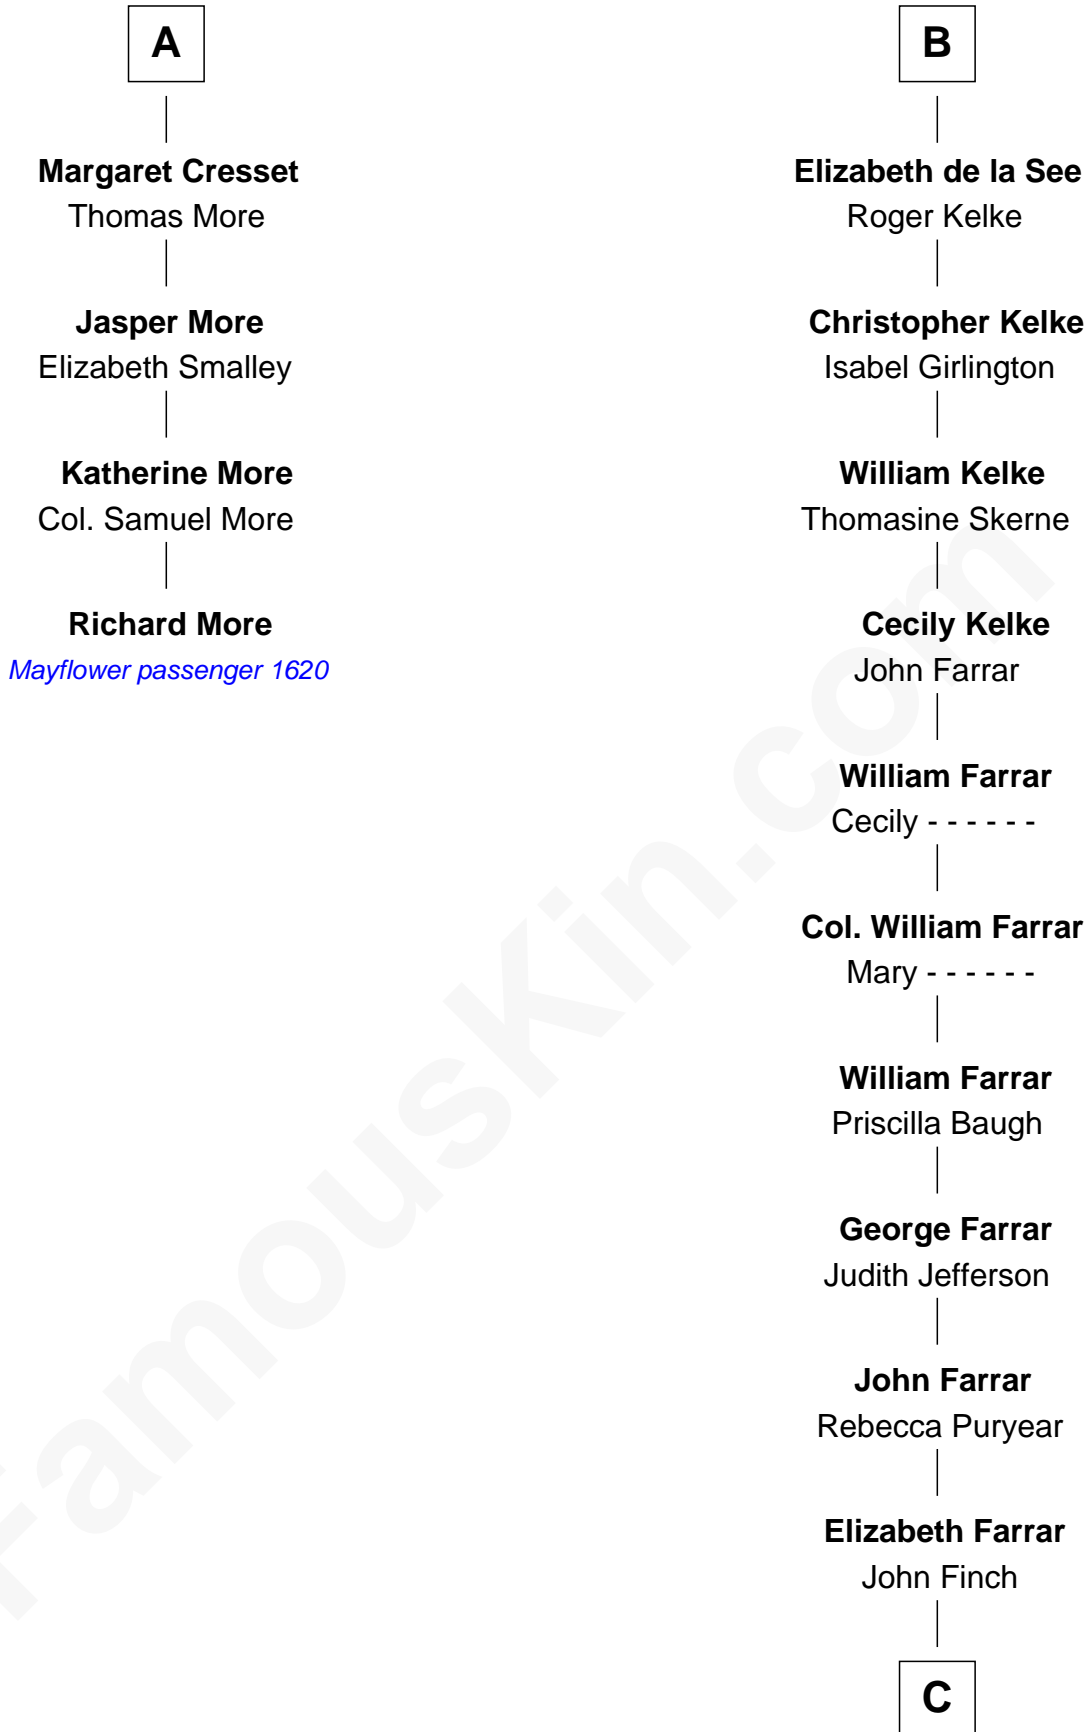 A
Margaret Cresset
Thomas More
Jasper More
Elizabeth Smalley
Katherine More
Col. Samuel More
Richard More
Mayflower passenger 1620
B
Elizabeth de la See
Roger Kelke
Christopher Kelke
Isabel Girlington
William Kelke
Thomasine Skerne
Cecily Kelke
John Farrar
William Farrar
Cecily - - - - - -
Col. William Farrar
Mary - - - - - -
William Farrar
Priscilla Baugh
George Farrar
Judith Jefferson
John Farrar
Rebecca Puryear
Elizabeth Farrar
John Finch
C
FamousKin.com